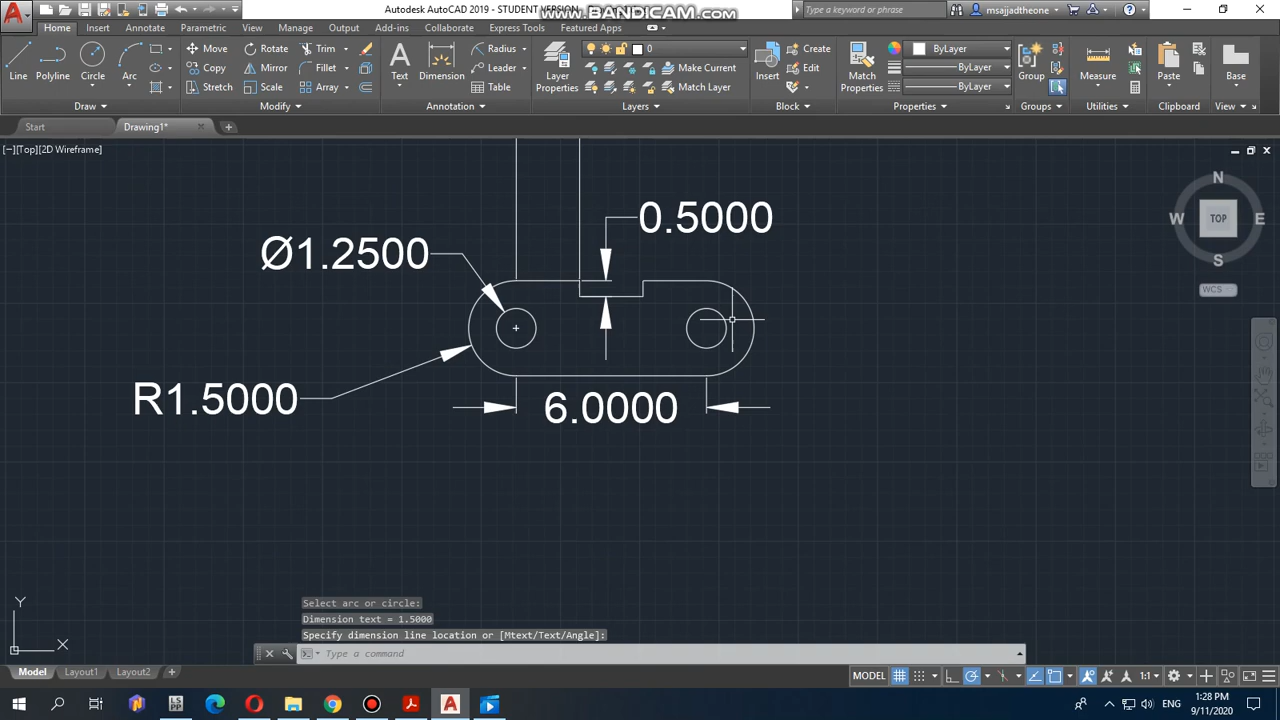 Autodesk AutoCAD 2019 - STUDENT VERSION
www.BANDICAM.com
Type a keyword or phrase
msajjadtheone
Home Insert Annotate Parametric View Manage Output Add-ins Collaborate Express Tools Featured Apps
Line Polyline Circle Arc
Move Rotate Trim
Copy Mirror Fillet
Stretch Scale Array
Text Dimension
Radius
Leader
Table
Layer Properties
0
Make Current
Match Layer
Insert
Create
Edit
Match Properties
ByLayer
ByLayer
ByLayer
Group
Measure
Paste
Base
Draw Modify Annotation Layers Block Properties Groups Utilities Clipboard View
Start Drawing1*
[−][Top][2D Wireframe]
N
W TOP E
S
WCS
0.5000
Ø1.2500
R1.5000
6.0000
Y
X
Select arc or circle:
Dimension text = 1.5000
Specify dimension line location or [Mtext/Text/Angle]:
Type a command
Model Layout1 Layout2
MODEL
1:1
1:28 PM
ENG
9/11/2020